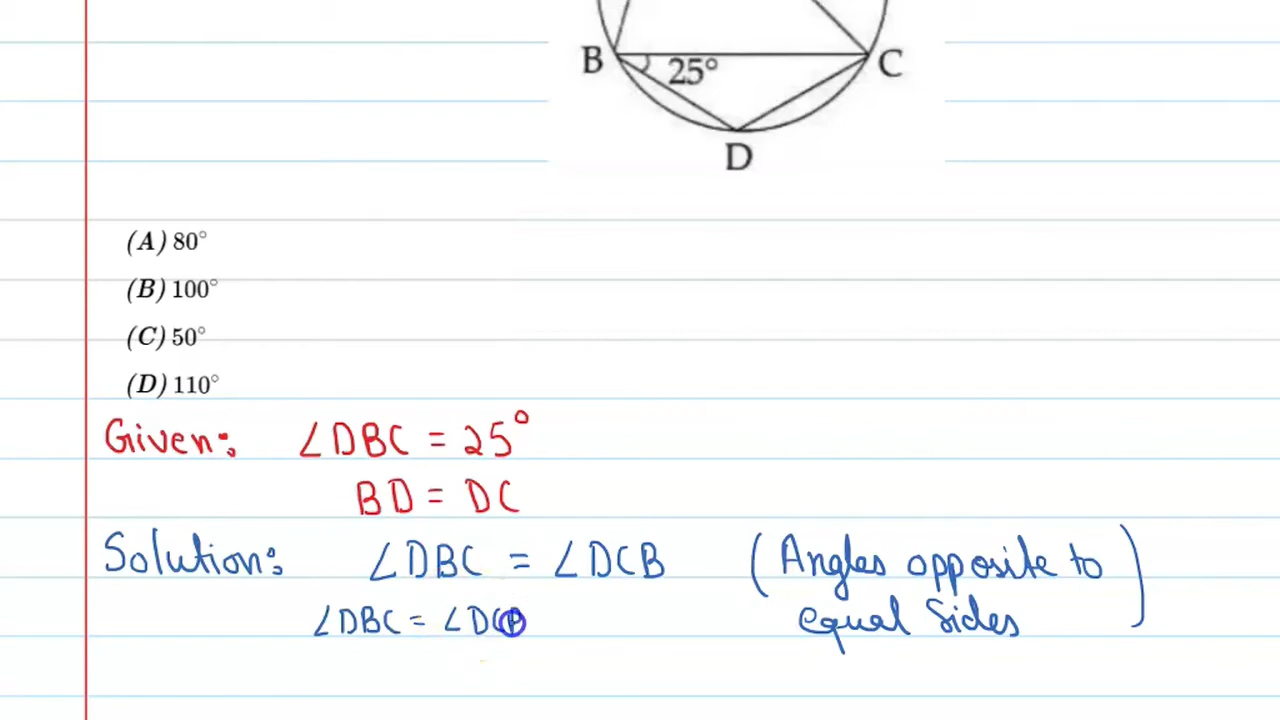 B
25°
C
D
(A) 80°
(B) 100°
(C) 50°
(D) 110°
Given: ∠DBC = 25°
BD = DC
Solution: ∠DBC = ∠DCB (Angles opposite to
equal Sides)
∠DBC = ∠DCB